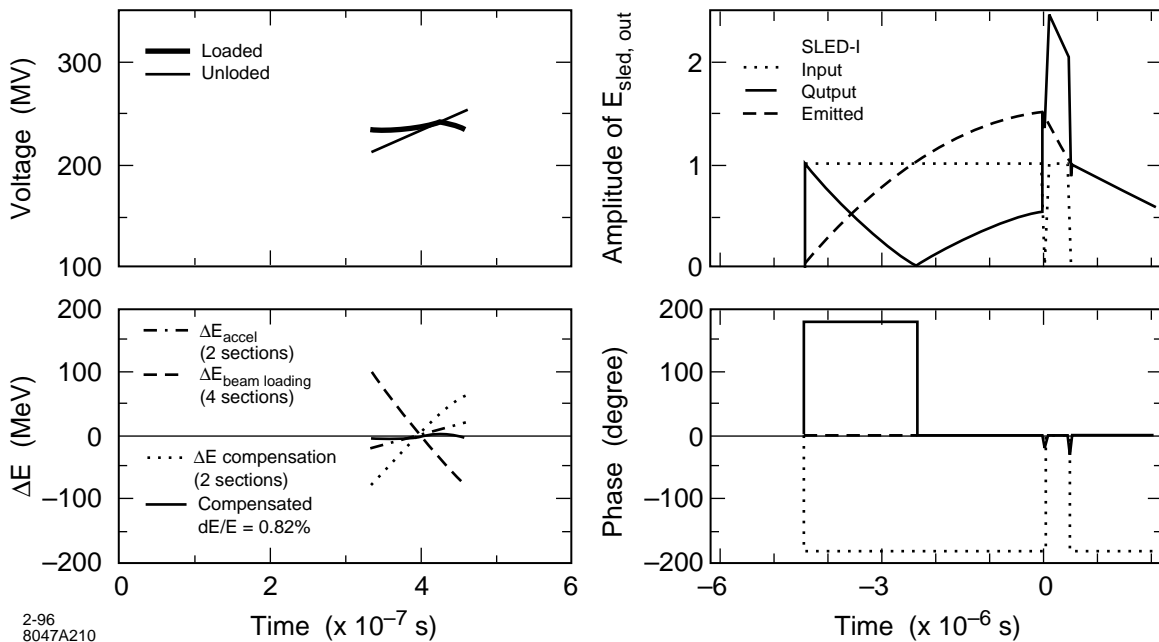 300
200
100
Voltage (MV)
Loaded
Unloded
2
1
0
Amplitude of E_sled, out
SLED-I
Input
Qutput
Emitted
200
100
0
–100
–200
ΔE (MeV)
ΔE_accel
(2 sections)
ΔE_beam loading
(4 sections)
ΔE compensation
(2 sections)
Compensated
dE/E = 0.82%
0 2 4 6
Time (x 10⁻⁷ s)
200
100
0
–100
–200
Phase (degree)
–6 –3 0
Time (x 10⁻⁶ s)
2-96
8047A210